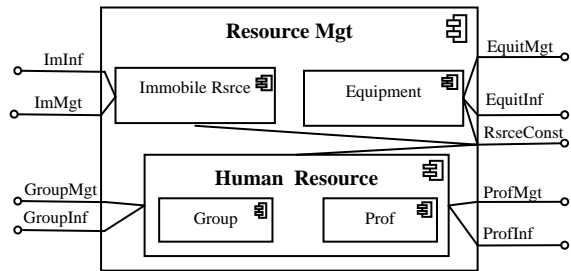 Resource Mgt
ImInf
EquitMgt
Immobile Rsrce
Equipment
ImMgt
EquitInf
RsrceConst
Human Resource
GroupMgt
ProfMgt
GroupInf
Group
Prof
ProfInf